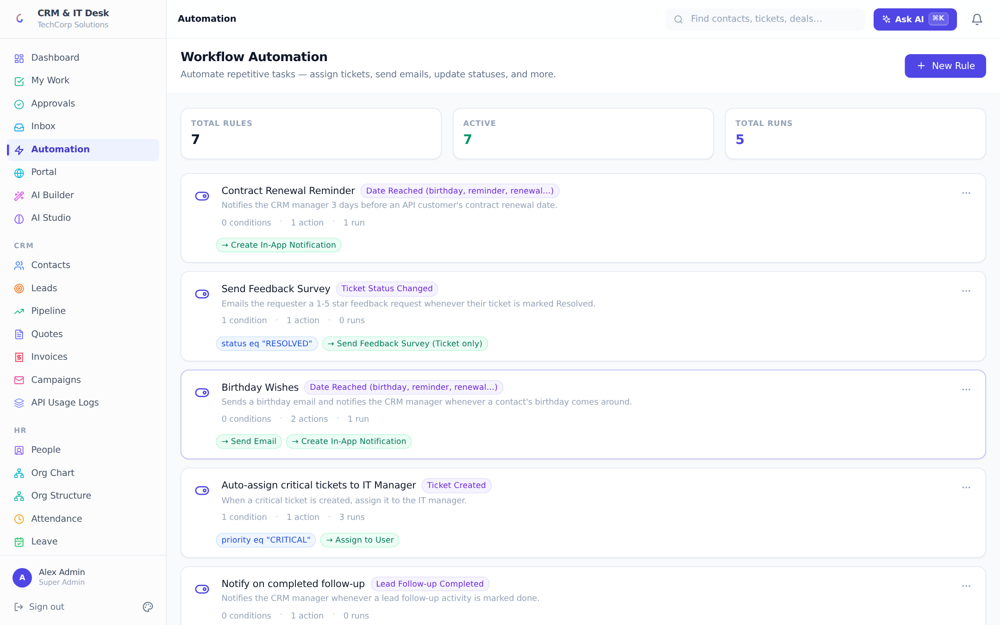 CRM & IT Desk
TechCorp Solutions
Dashboard
My Work
Approvals
Inbox
Automation
Portal
AI Builder
AI Studio
CRM
Contacts
Leads
Pipeline
Quotes
Invoices
Campaigns
API Usage Logs
HR
People
Org Chart
Org Structure
Attendance
Leave
A
Alex Admin
Super Admin
Sign out
Automation
Find contacts, tickets, deals...
Ask AI ⌘K
Workflow Automation
Automate repetitive tasks — assign tickets, send emails, update statuses, and more.
+ New Rule
TOTAL RULES
7
ACTIVE
7
TOTAL RUNS
5
Contract Renewal Reminder Date Reached (birthday, reminder, renewal...)
Notifies the CRM manager 3 days before an API customer's contract renewal date.
0 conditions · 1 action · 1 run
→ Create In-App Notification
Send Feedback Survey Ticket Status Changed
Emails the requester a 1-5 star feedback request whenever their ticket is marked Resolved.
1 condition · 1 action · 0 runs
status eq "RESOLVED" → Send Feedback Survey (Ticket only)
Birthday Wishes Date Reached (birthday, reminder, renewal...)
Sends a birthday email and notifies the CRM manager whenever a contact's birthday comes around.
0 conditions · 2 actions · 1 run
→ Send Email → Create In-App Notification
Auto-assign critical tickets to IT Manager Ticket Created
When a critical ticket is created, assign it to the IT manager.
1 condition · 1 action · 3 runs
priority eq "CRITICAL" → Assign to User
Notify on completed follow-up Lead Follow-up Completed
Notifies the CRM manager whenever a lead follow-up activity is marked done.
0 conditions · 1 action · 0 runs